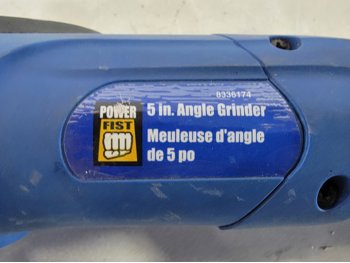 8336174
POWER
FIST
5 in. Angle Grinder
Meuleuse d'angle
de 5 po